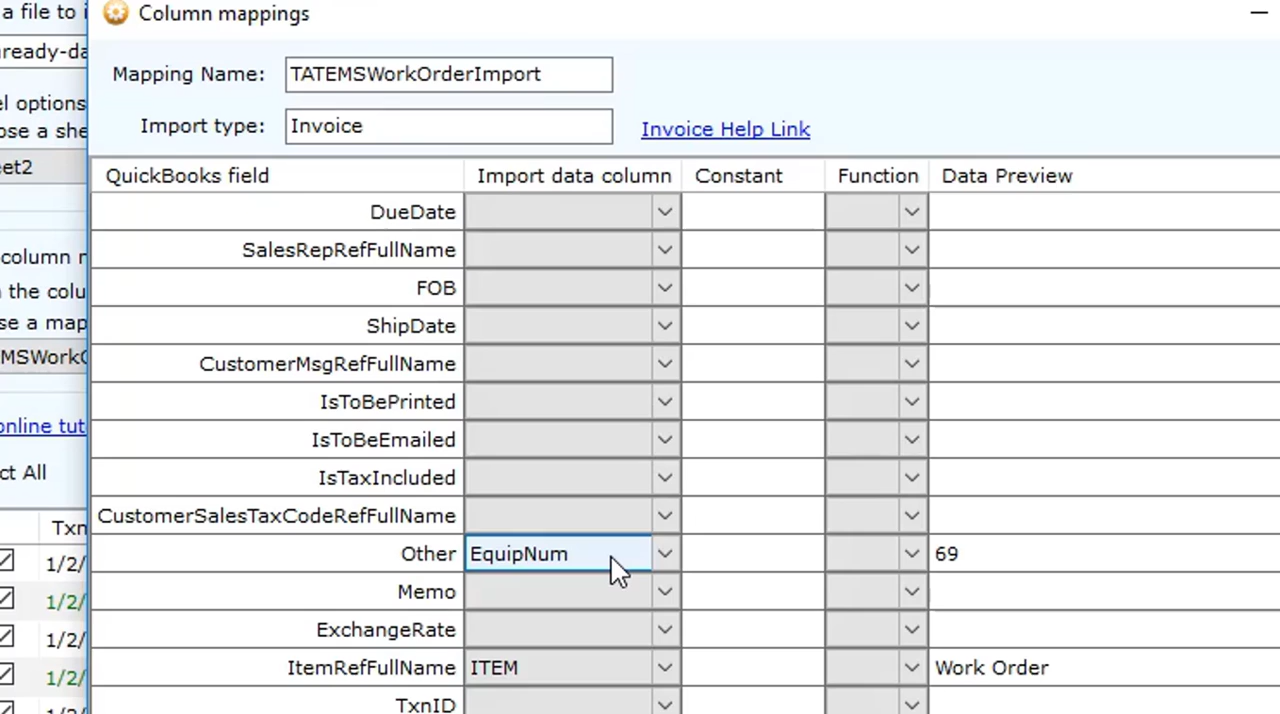 a file to i
Column mappings
ready-da
Mapping Name: TATEMSWorkOrderImport
el options
ose a she
Import type: Invoice Invoice Help Link
eet2
QuickBooks field Import data column Constant Function Data Preview
DueDate
SalesRepRefFullName
column m
FOB
n the colu
ShipDate
se a map
MSWorkO
CustomerMsgRefFullName
IsToBePrinted
online tut
IsToBeEmailed
ct All
IsTaxIncluded
CustomerSalesTaxCodeRefFullName
Txn
Other EquipNum 69
1/2/
Memo
1/2/
ExchangeRate
1/2/
ItemRefFullName ITEM Work Order
1/2/
TxnID
1/2/